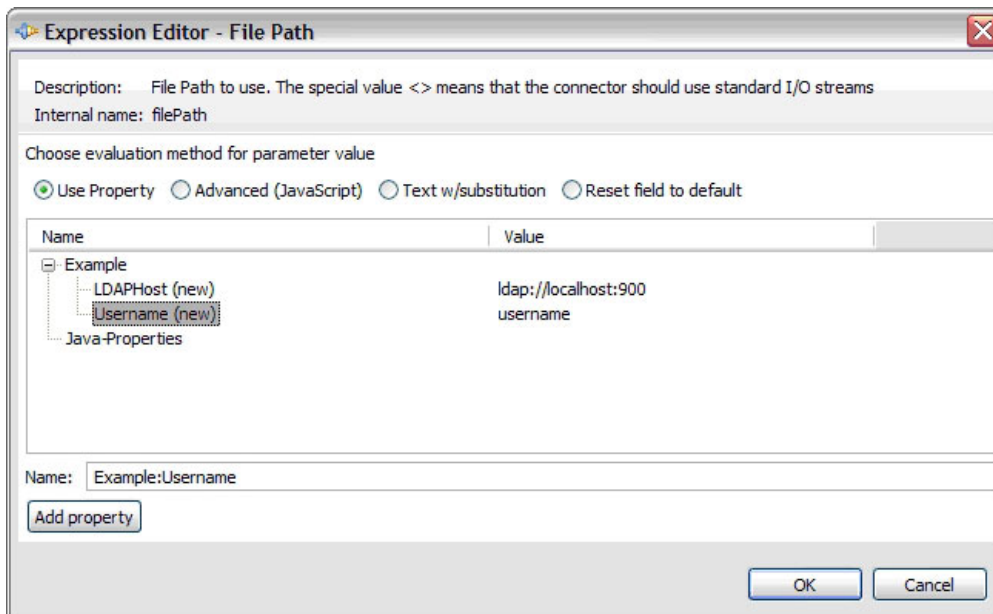 Expression Editor - File Path
Description: File Path to use. The special value <> means that the connector should use standard I/O streams
Internal name: filePath
Choose evaluation method for parameter value
Use Property Advanced (JavaScript) Text w/substitution Reset field to default
Name Value
Example
LDAPHost (new) ldap://localhost:900
Username (new) username
Java-Properties
Name: Example:Username
Add property
OK Cancel